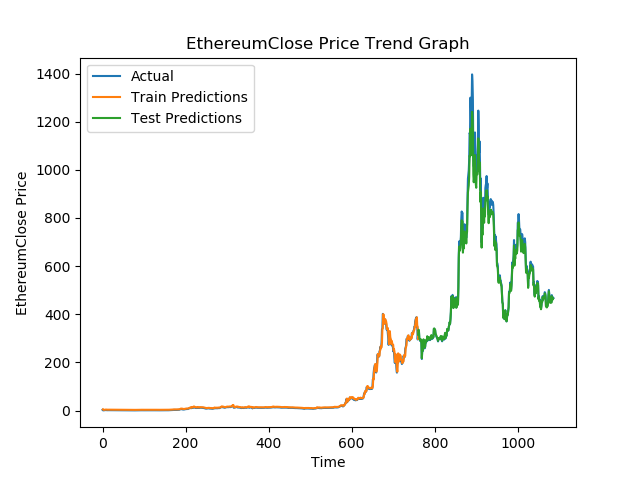 EthereumClose Price Trend Graph
Actual
Train Predictions
Test Predictions
EthereumClose Price
1400
1200
1000
800
600
400
200
0
0 200 400 600 800 1000
Time